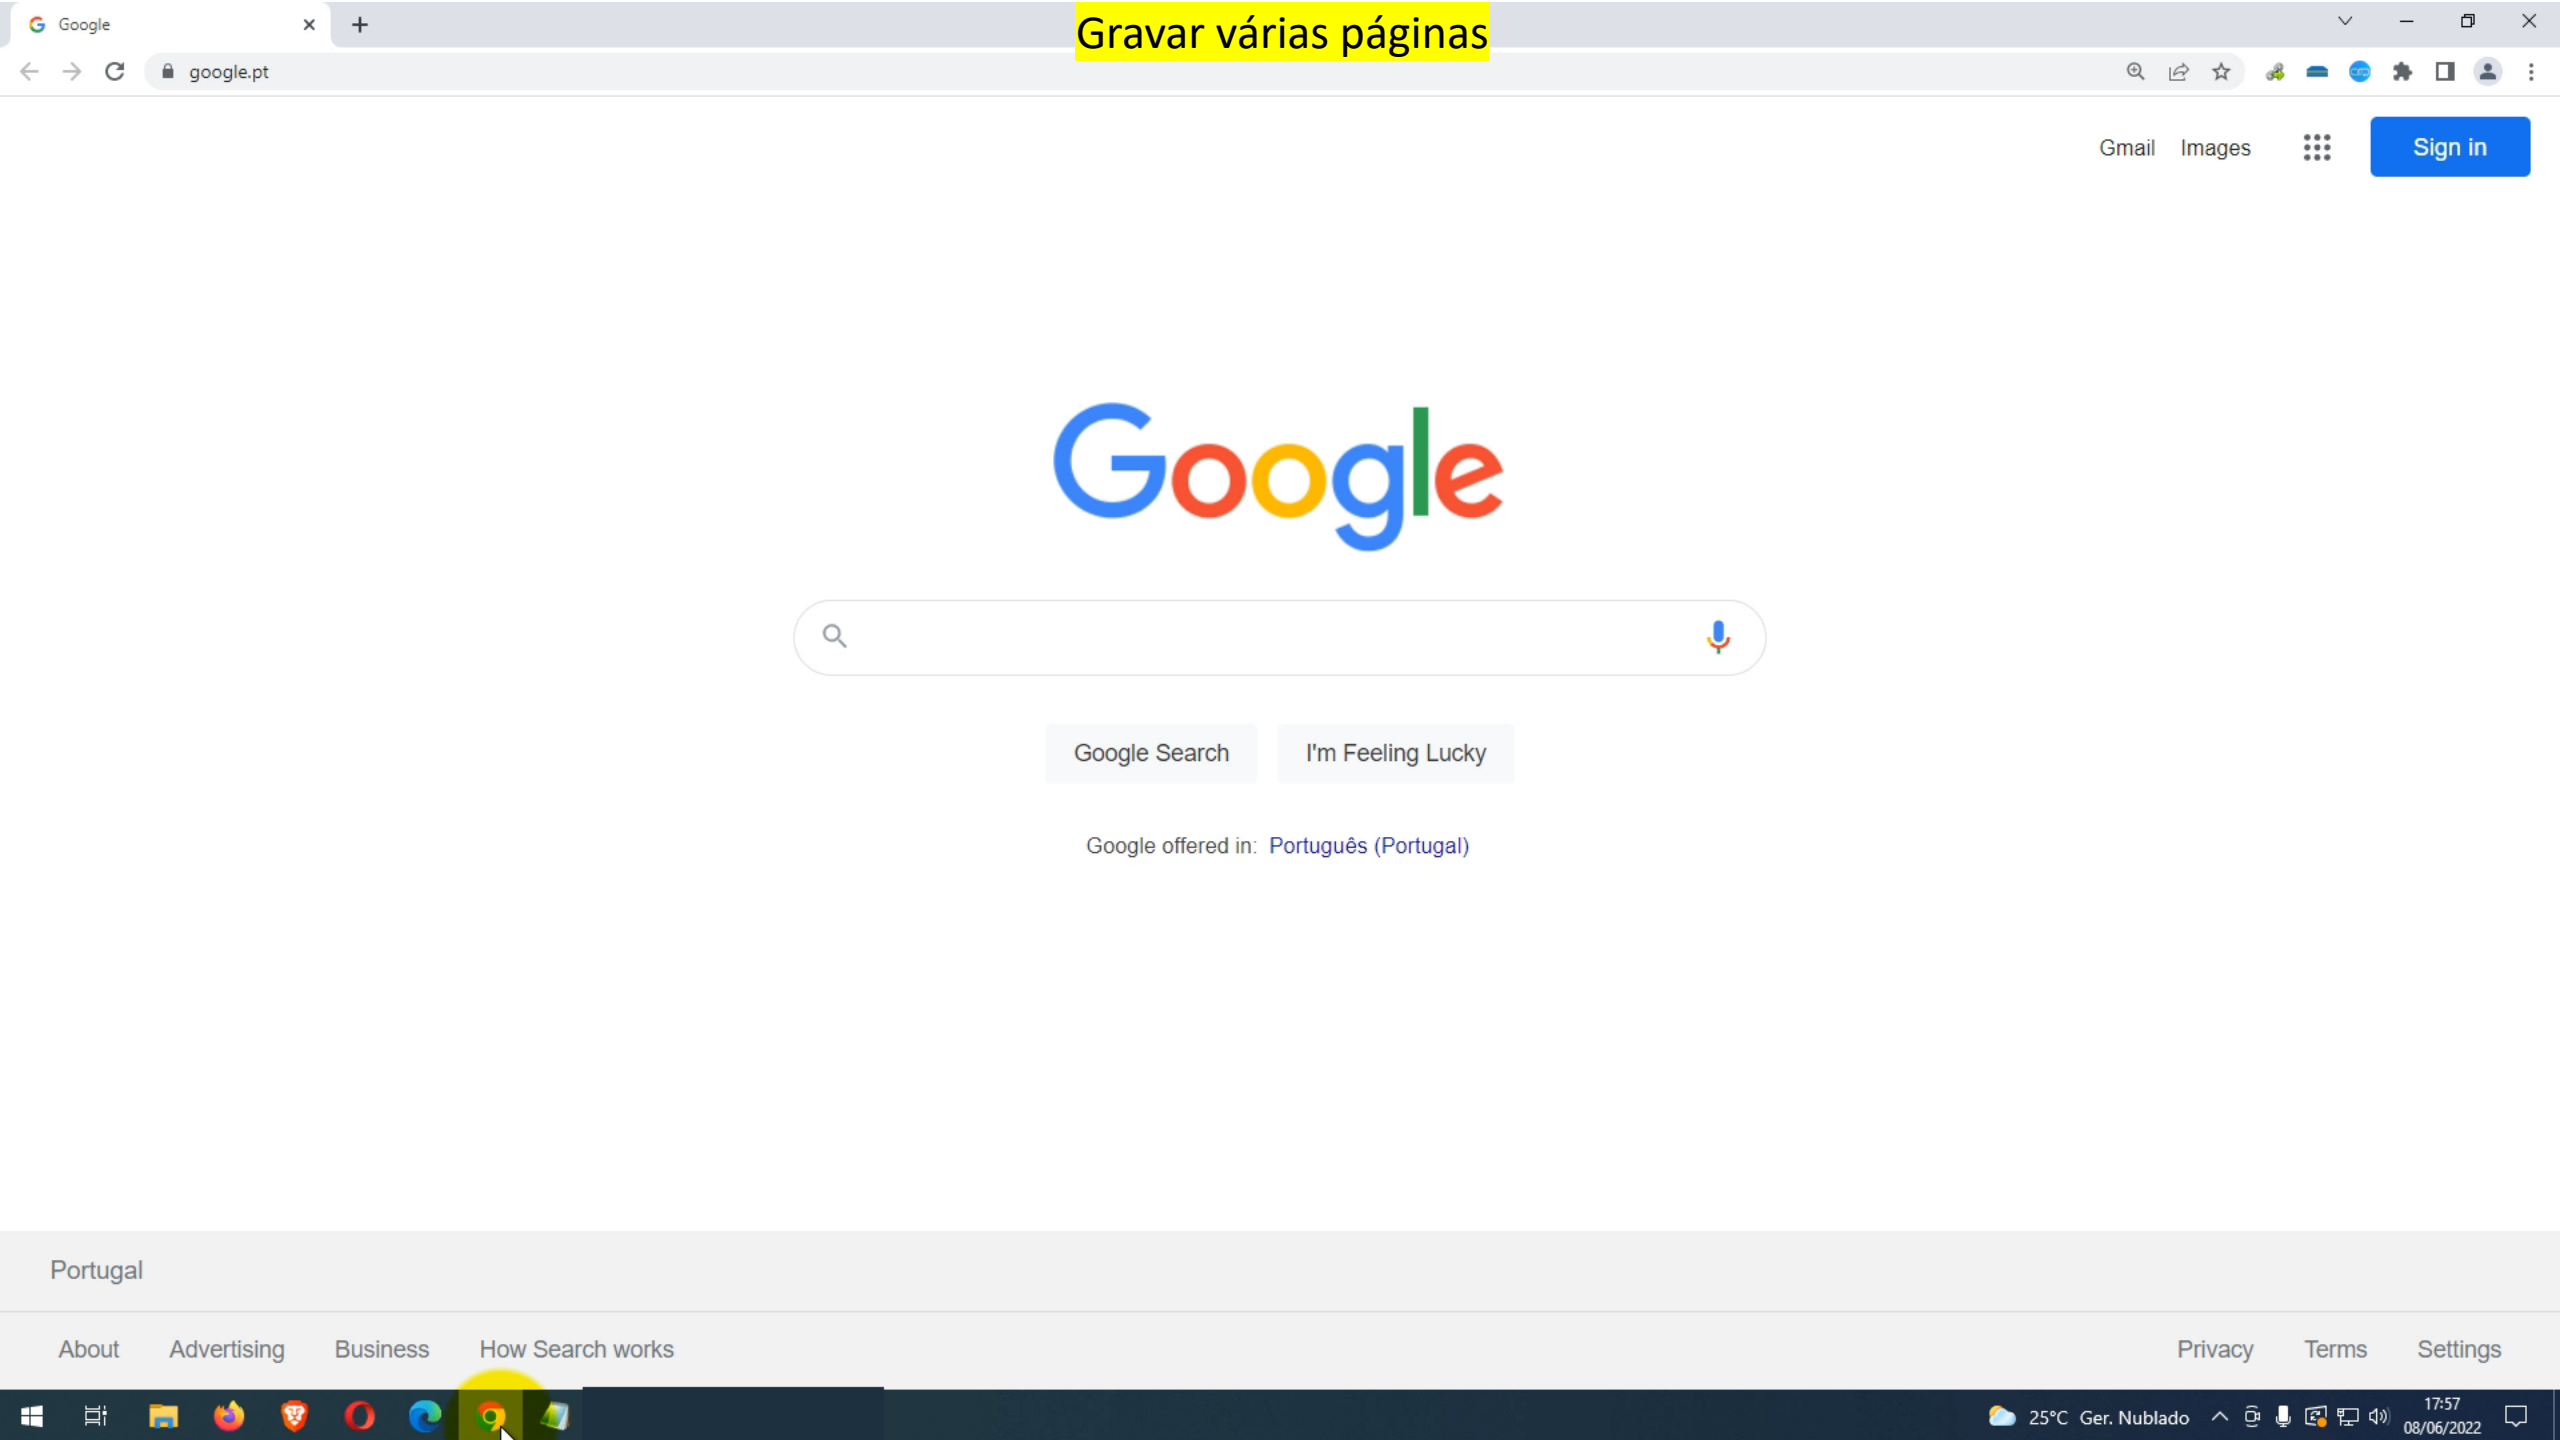 Google
Gravar várias páginas
google.pt
Gmail Images Sign in
Google
Google Search I'm Feeling Lucky
Google offered in: Português (Portugal)
Portugal
About Advertising Business How Search works Privacy Terms Settings
25°C Ger. Nublado 17:57
08/06/2022